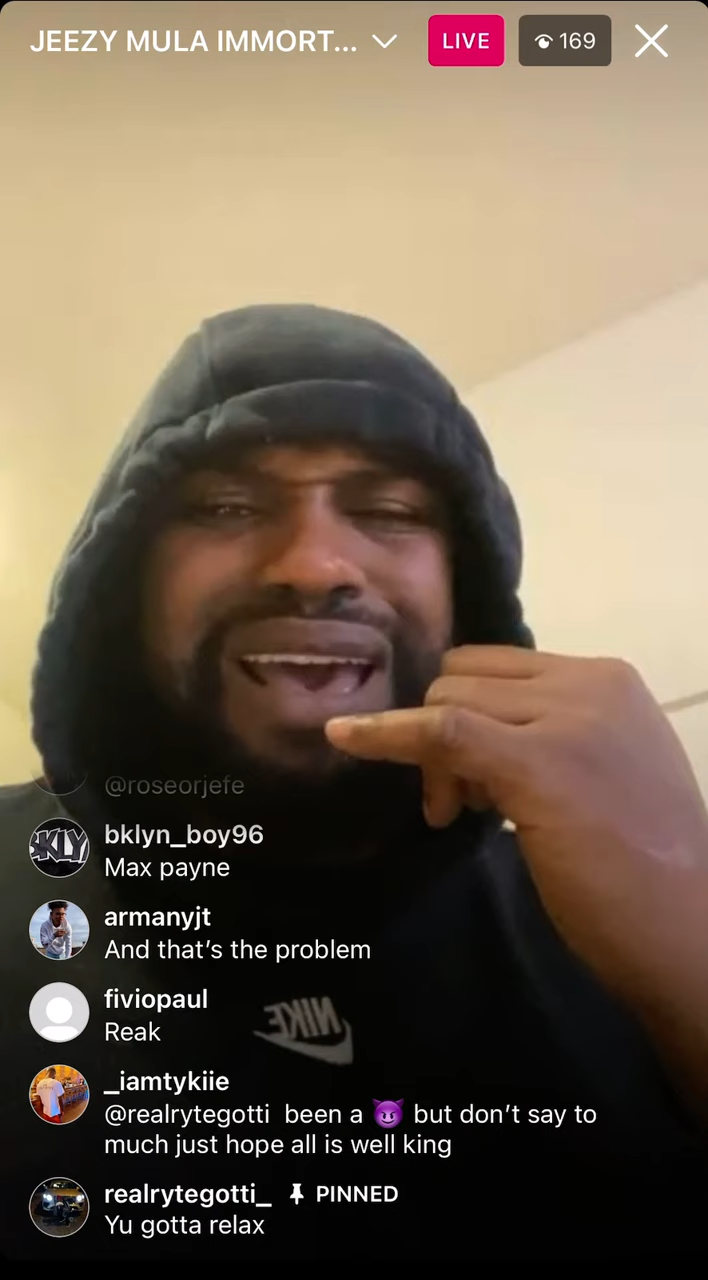 JEEZY MULA IMMORT...
LIVE
169
@roseorjefe
bklyn_boy96
Max payne
armanyjt
And that’s the problem
fiviopaul
Reak
_iamtykiie
@realrytegotti been a 😈 but don’t say to
much just hope all is well king
realrytegotti_ PINNED
Yu gotta relax
NIKE
BKLY